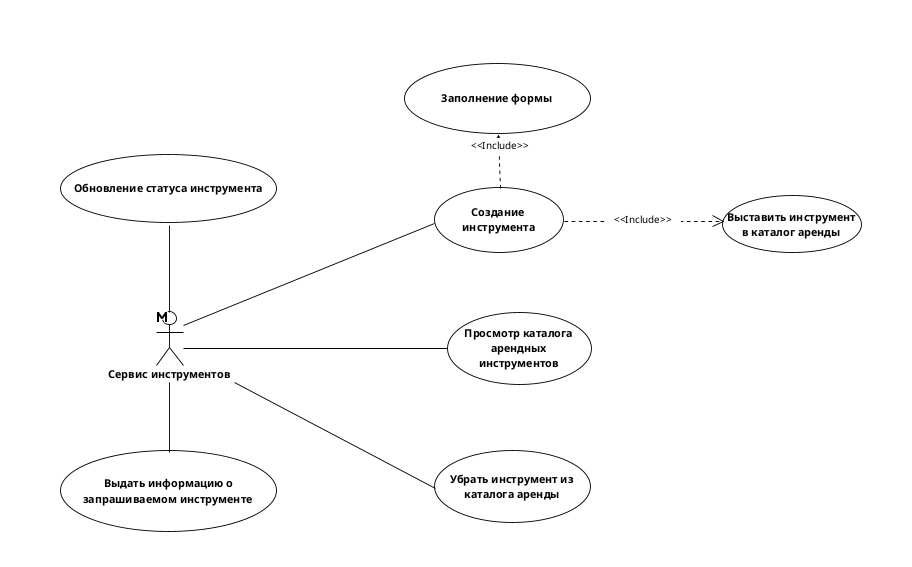 Заполнение формы
<<Include>>
Обновление статуса инструмента
Создание
инструмента
<<Include>>
Выставить инструмент
в каталог аренды
M
Просмотр каталога
арендных
инструментов
Сервис инструментов
Выдать информацию о
запрашиваемом инструменте
Убрать инструмент из
каталога аренды